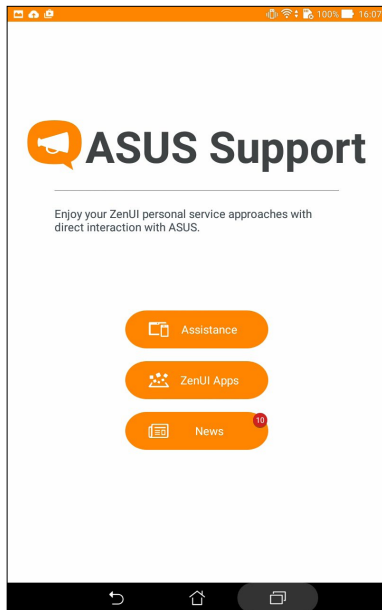 100% 16:07
ASUS Support
Enjoy your ZenUI personal service approaches with
direct interaction with ASUS.
Assistance
ZenUI Apps
10
News